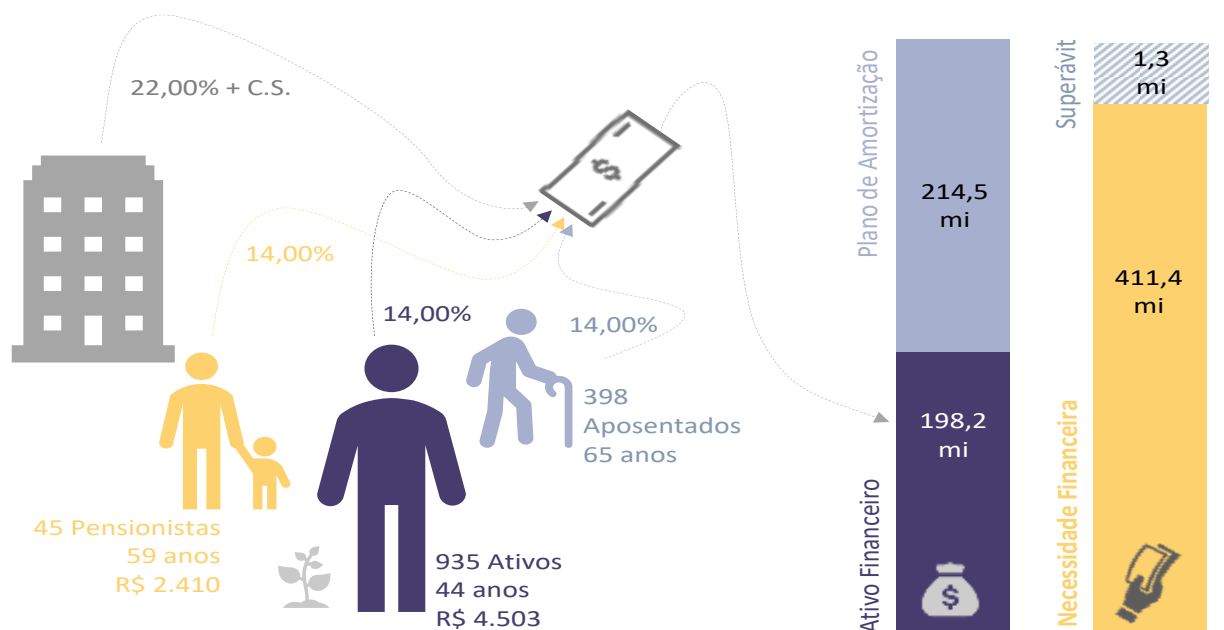 22,00% + C.S.
14,00%
14,00%
14,00%
45 Pensionistas
59 anos
R$ 2.410
935 Ativos
44 anos
R$ 4.503
398
Aposentados
65 anos
$
Plano de Amortização
214,5
mi
Ativo Financeiro
198,2
mi
$
Superávit
1,3
mi
Necessidade Financeira
411,4
mi